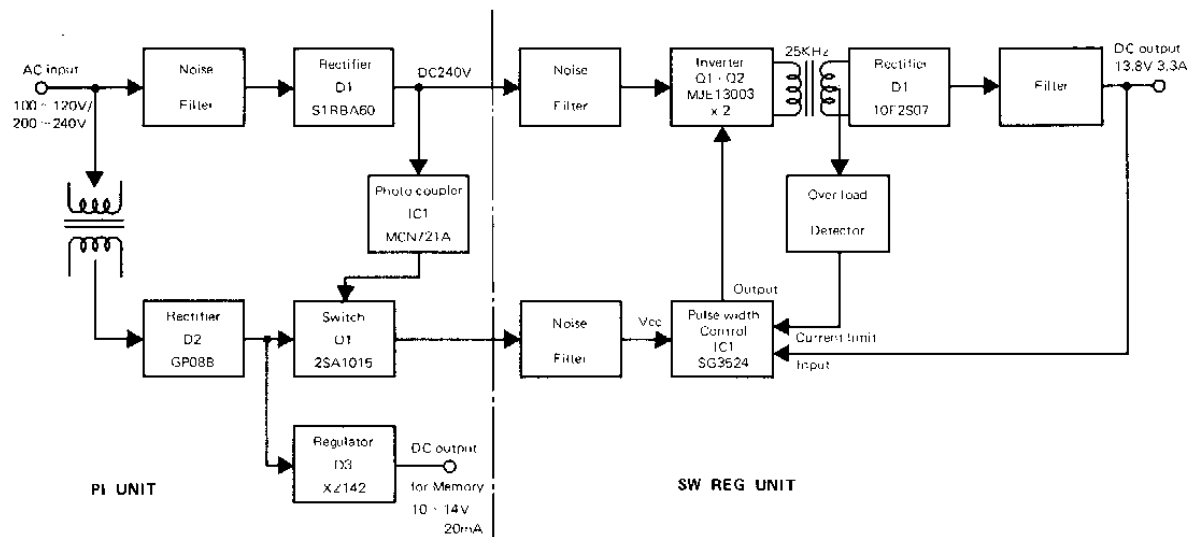 AC input
100 ~ 120V/
200 ~ 240V
Noise
Filter
Rectifier
D1
S1RBA60
DC240V
Noise
Filter
Inverter
Q1 · Q2
MJE13003
x 2
25KHz
Rectifier
D1
10F2S07
Filter
DC output
13.8V 3.3A
Photo coupler
IC1
MCN721A
Over load
Detector
Rectifier
D2
GP08B
Switch
Q1
2SA1015
Noise
Filter
Vcc
Output
Pulse width
Control
IC1
SG3524
Current limit
Input
Regulator
D3
XZ142
DC output
for Memory
10 ~ 14V
20mA
PI UNIT
SW REG UNIT